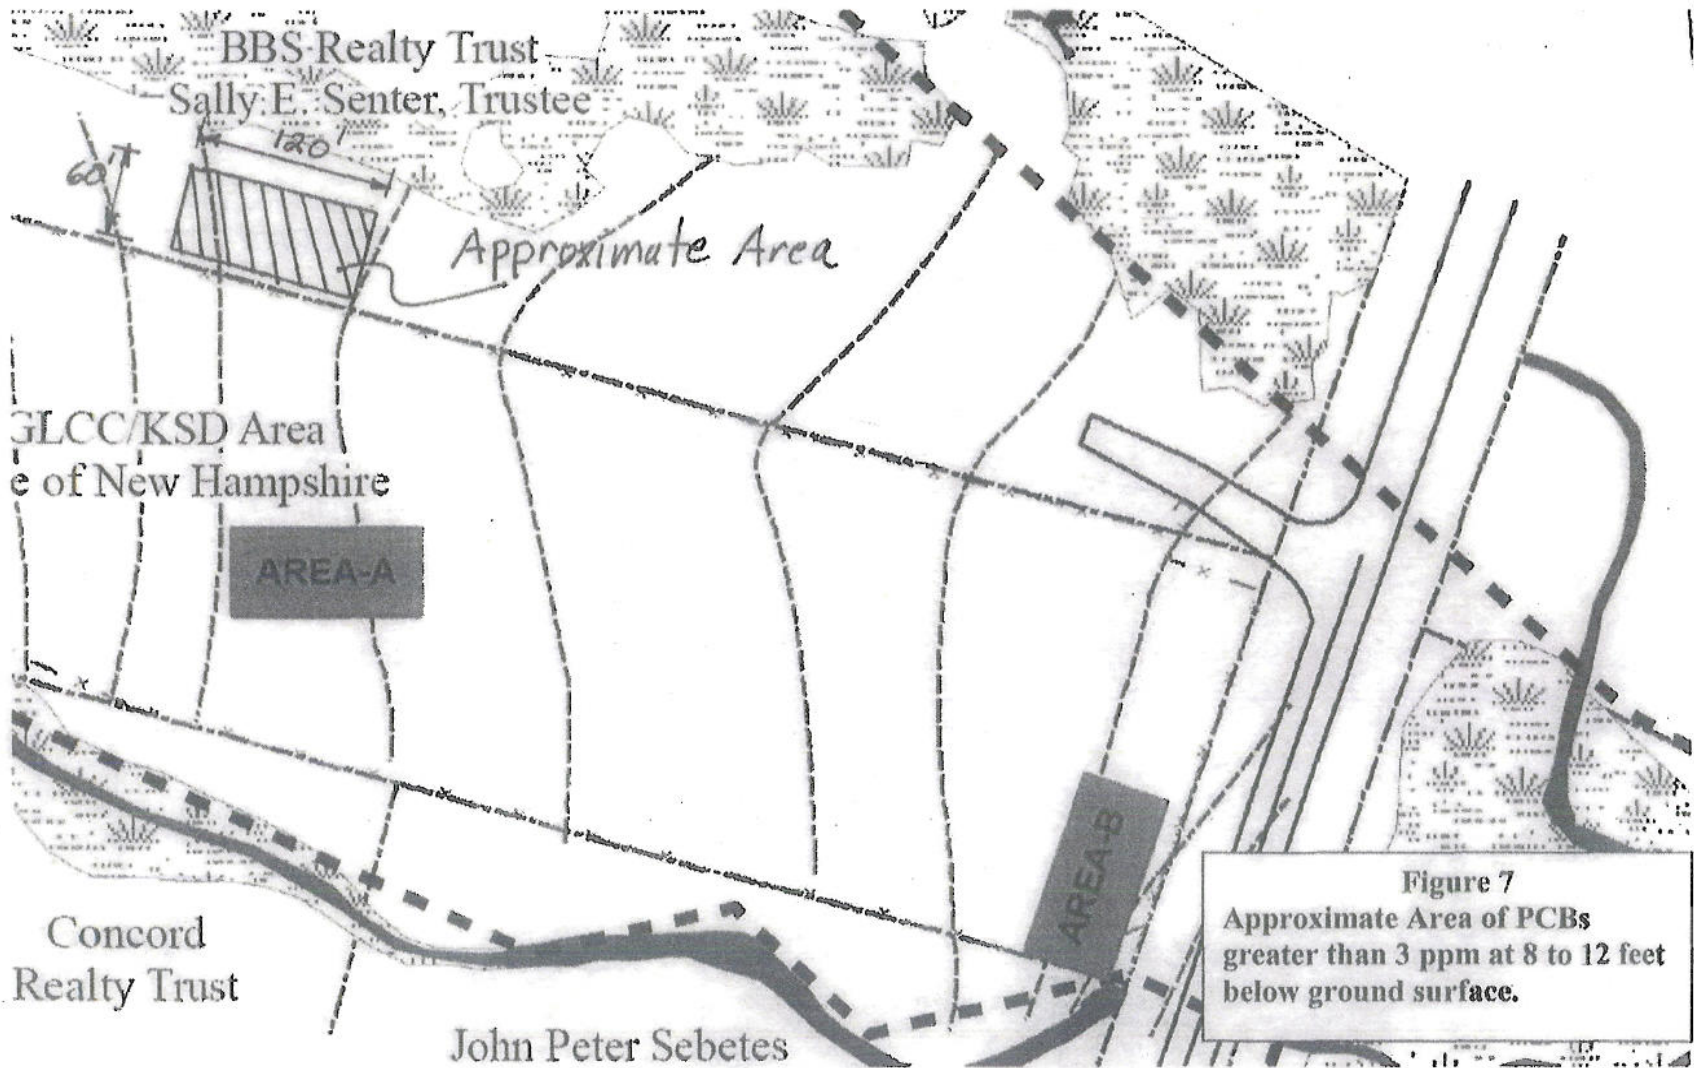 BBS Realty Trust
Sally E. Senter, Trustee
120'
60'
Approximate Area
GLCC/KSD Area
e of New Hampshire
AREA-A
AREA-B
Concord
Realty Trust
John Peter Sebetes
Figure 7
Approximate Area of PCBs
greater than 3 ppm at 8 to 12 feet
below ground surface.